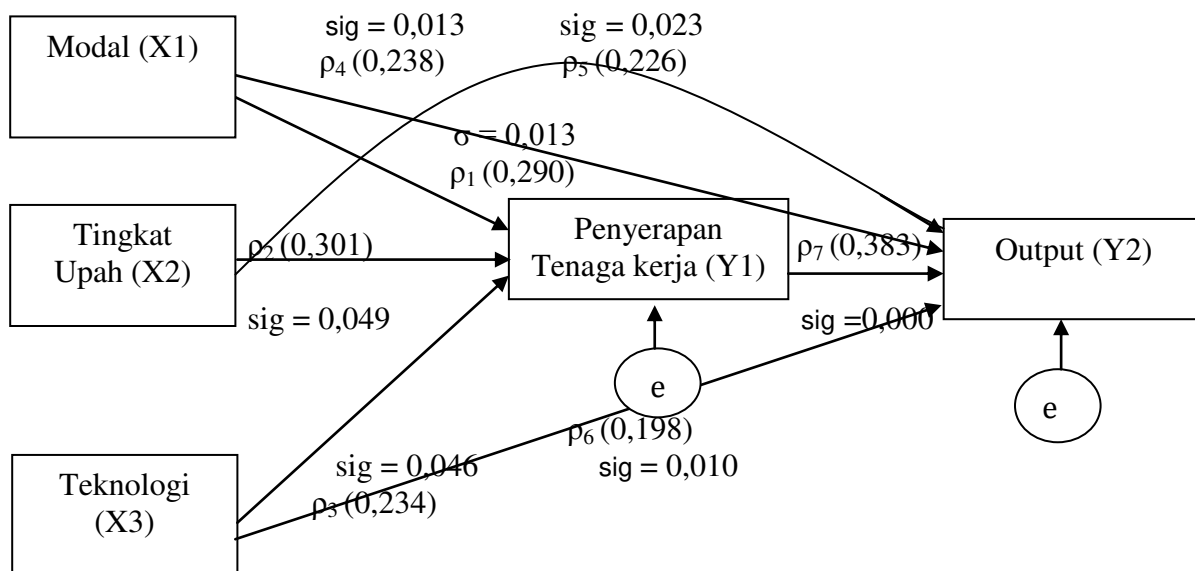 Modal (X1)
sig = 0,013
ρ₄ (0,238)
sig = 0,023
ρ₅ (0,226)
σ = 0,013
ρ₁ (0,290)
Tingkat
Upah (X2)
ρ₂ (0,301)
sig = 0,049
Penyerapan
Tenaga kerja (Y1)
ρ₇ (0,383)
sig =0,000
Output (Y2)
e
e
ρ₆ (0,198)
sig = 0,010
sig = 0,046
ρ₃ (0,234)
Teknologi
(X3)